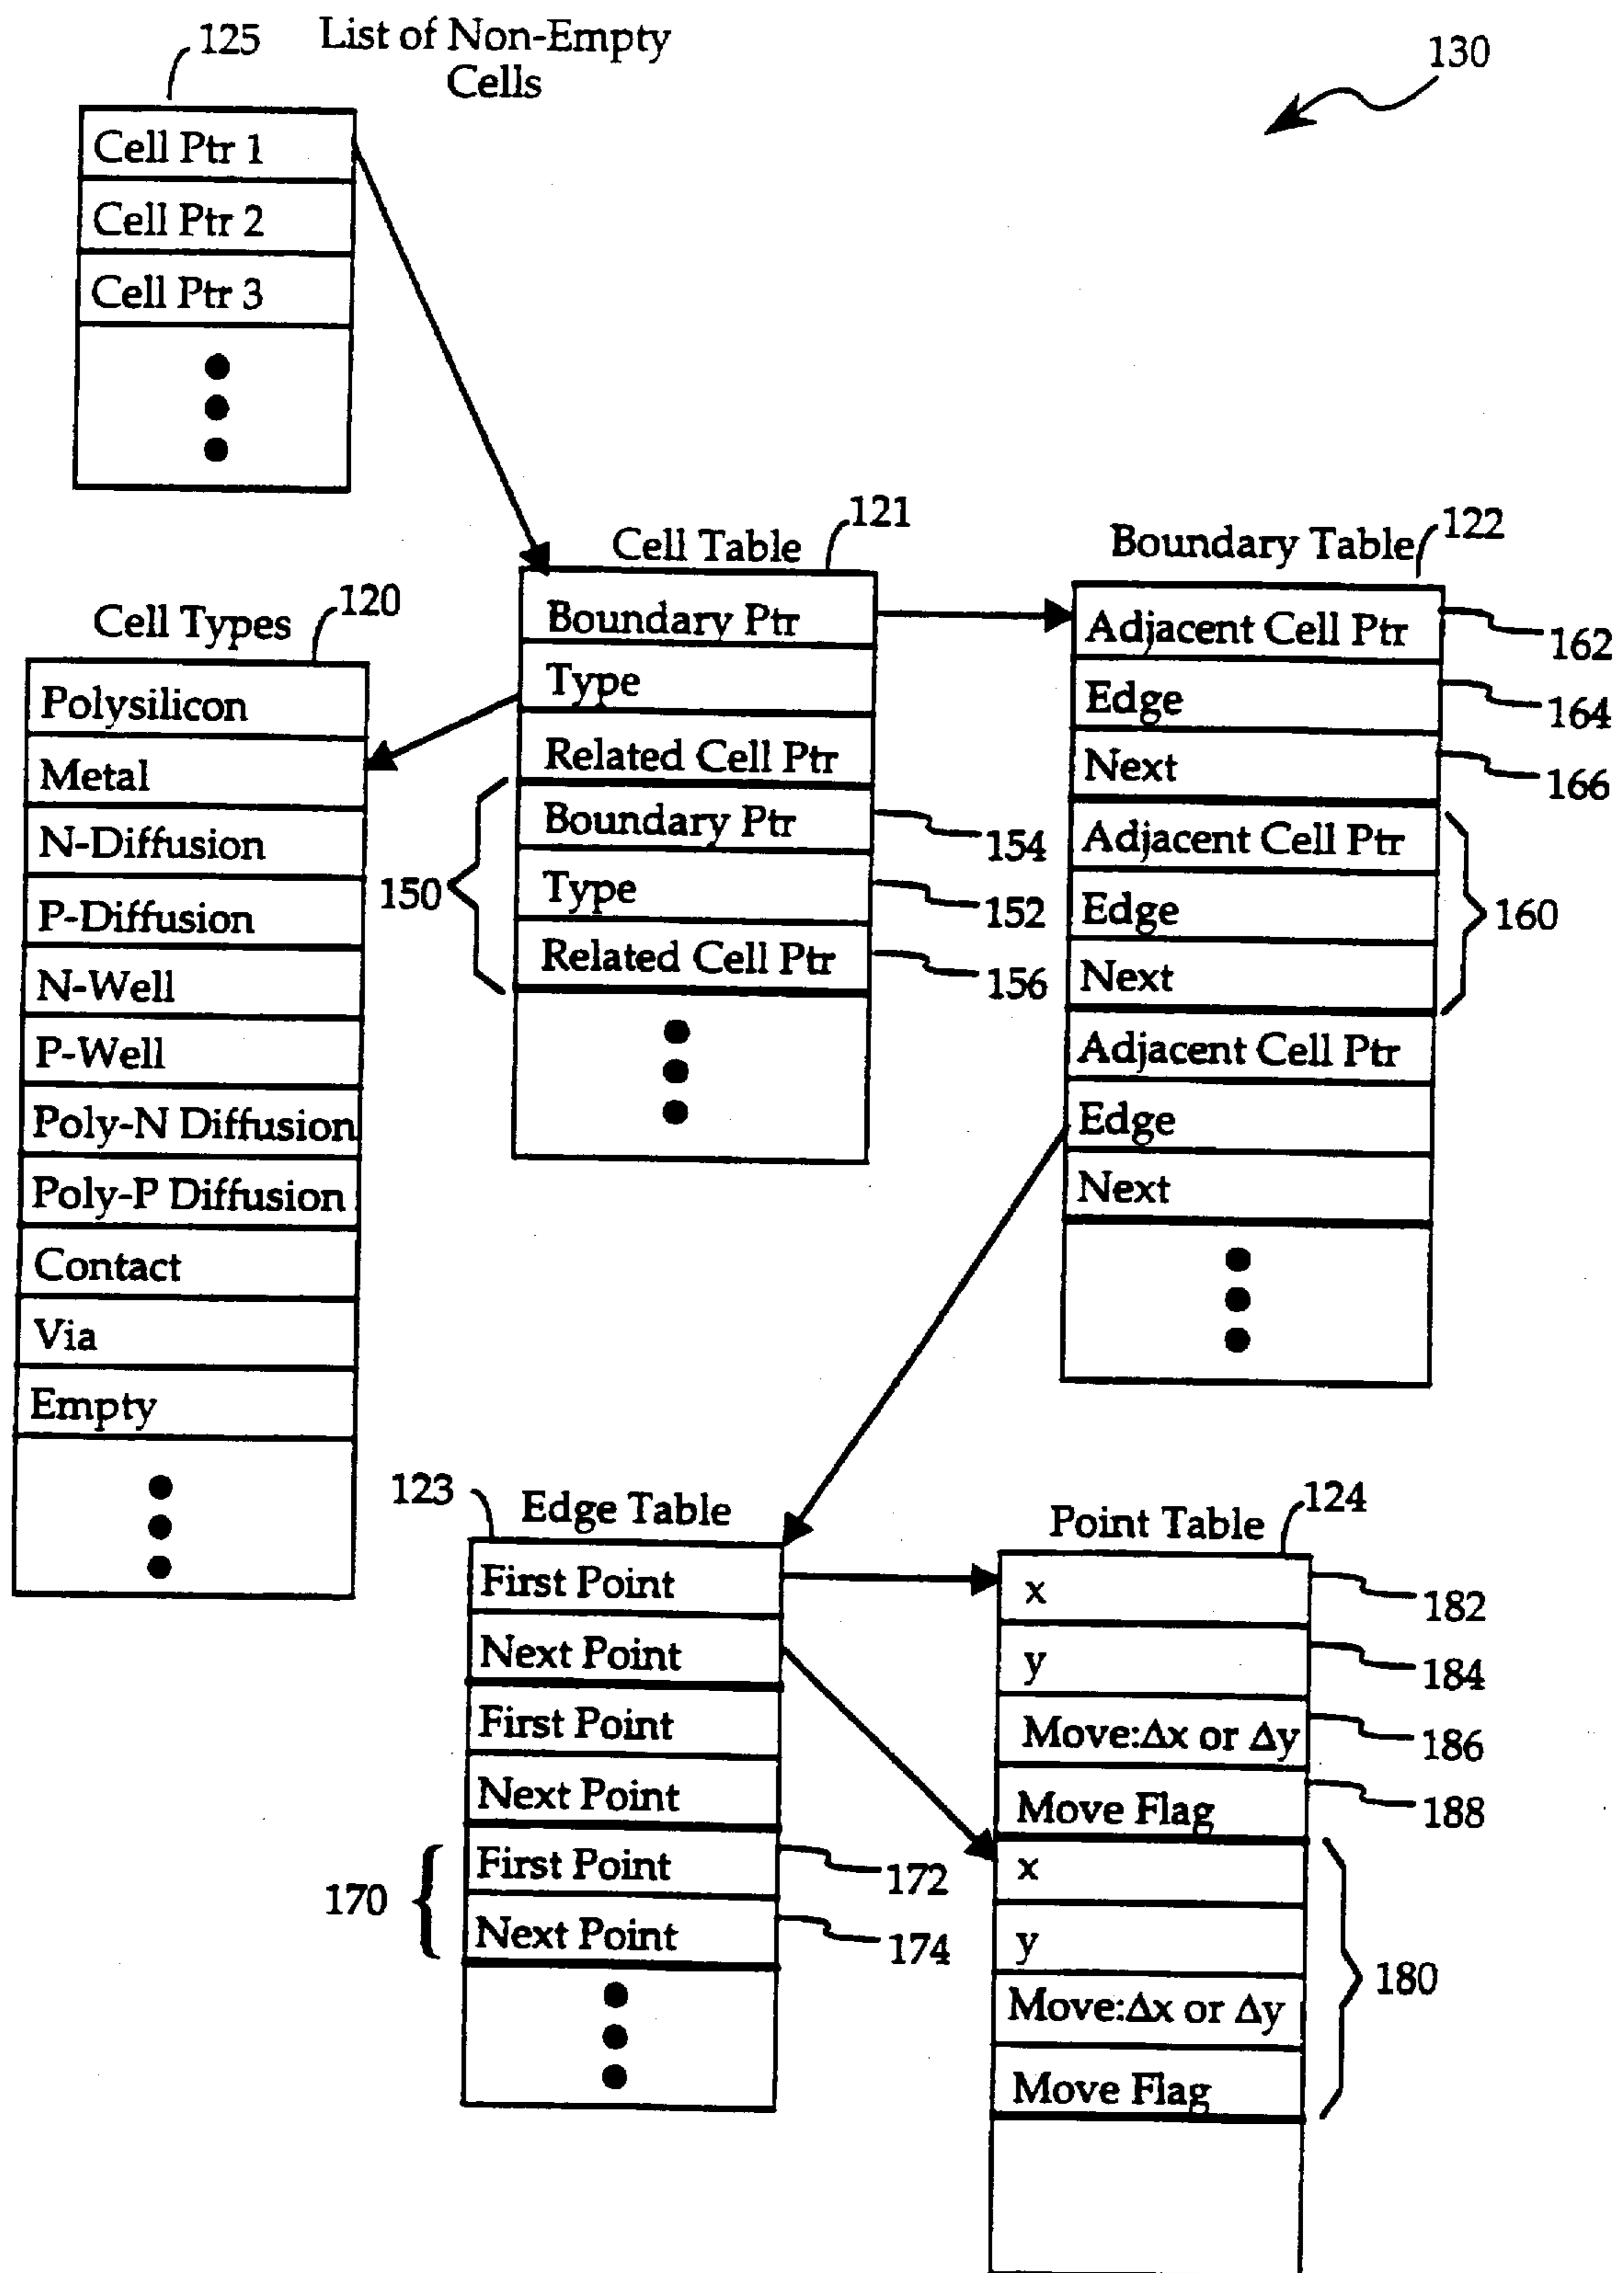 125
List of Non-Empty
Cells
130
Cell Ptr 1
Cell Ptr 2
Cell Ptr 3
Cell Types
120
Polysilicon
Metal
N-Diffusion
P-Diffusion
N-Well
P-Well
Poly-N Diffusion
Poly-P Diffusion
Contact
Via
Empty
Cell Table
121
Boundary Ptr
Type
Related Cell Ptr
150
Boundary Ptr
154
Type
152
Related Cell Ptr
156
Boundary Table
122
Adjacent Cell Ptr
162
Edge
164
Next
166
Adjacent Cell Ptr
Edge
160
Next
Adjacent Cell Ptr
Edge
Next
123
Edge Table
First Point
Next Point
First Point
Next Point
170
First Point
172
Next Point
174
Point Table
124
x
182
y
184
Move:Δx or Δy
186
Move Flag
188
x
y
180
Move:Δx or Δy
Move Flag